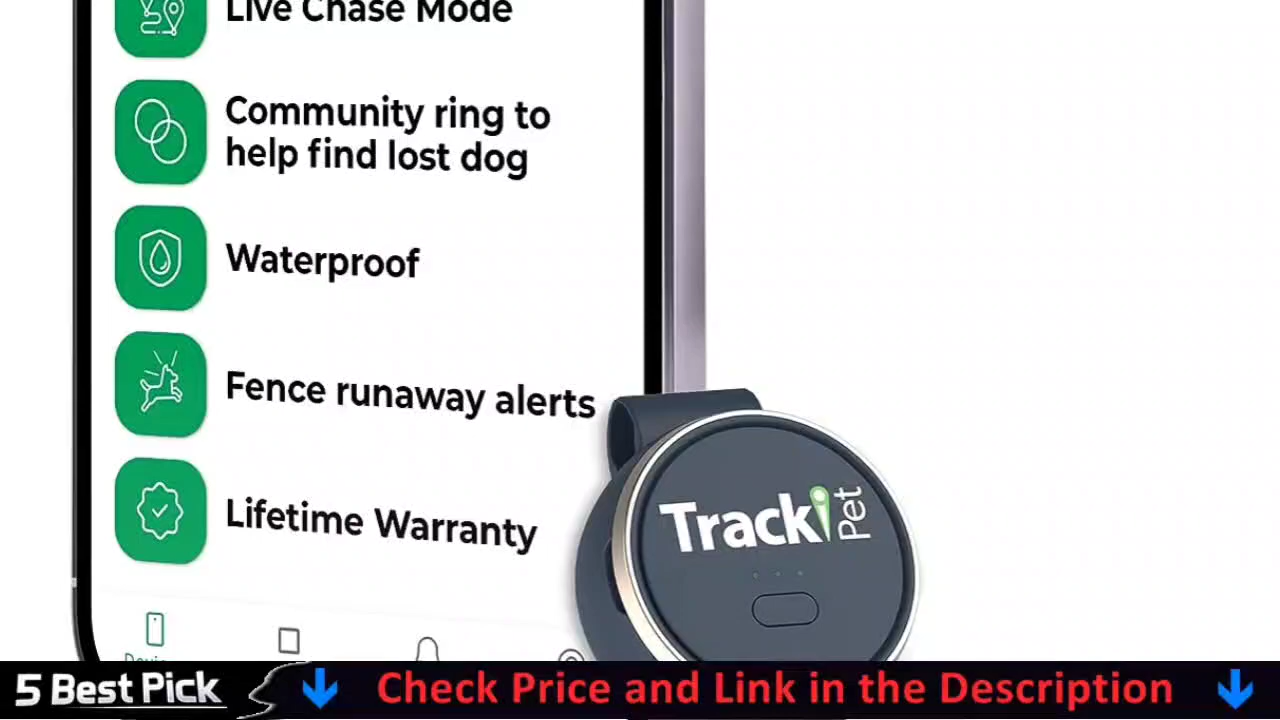 Live Chase Mode
Community ring to
help find lost dog
Waterproof
Fence runaway alerts
Lifetime Warranty
Tracki
Pet
5 Best Pick
Check Price and Link in the Description